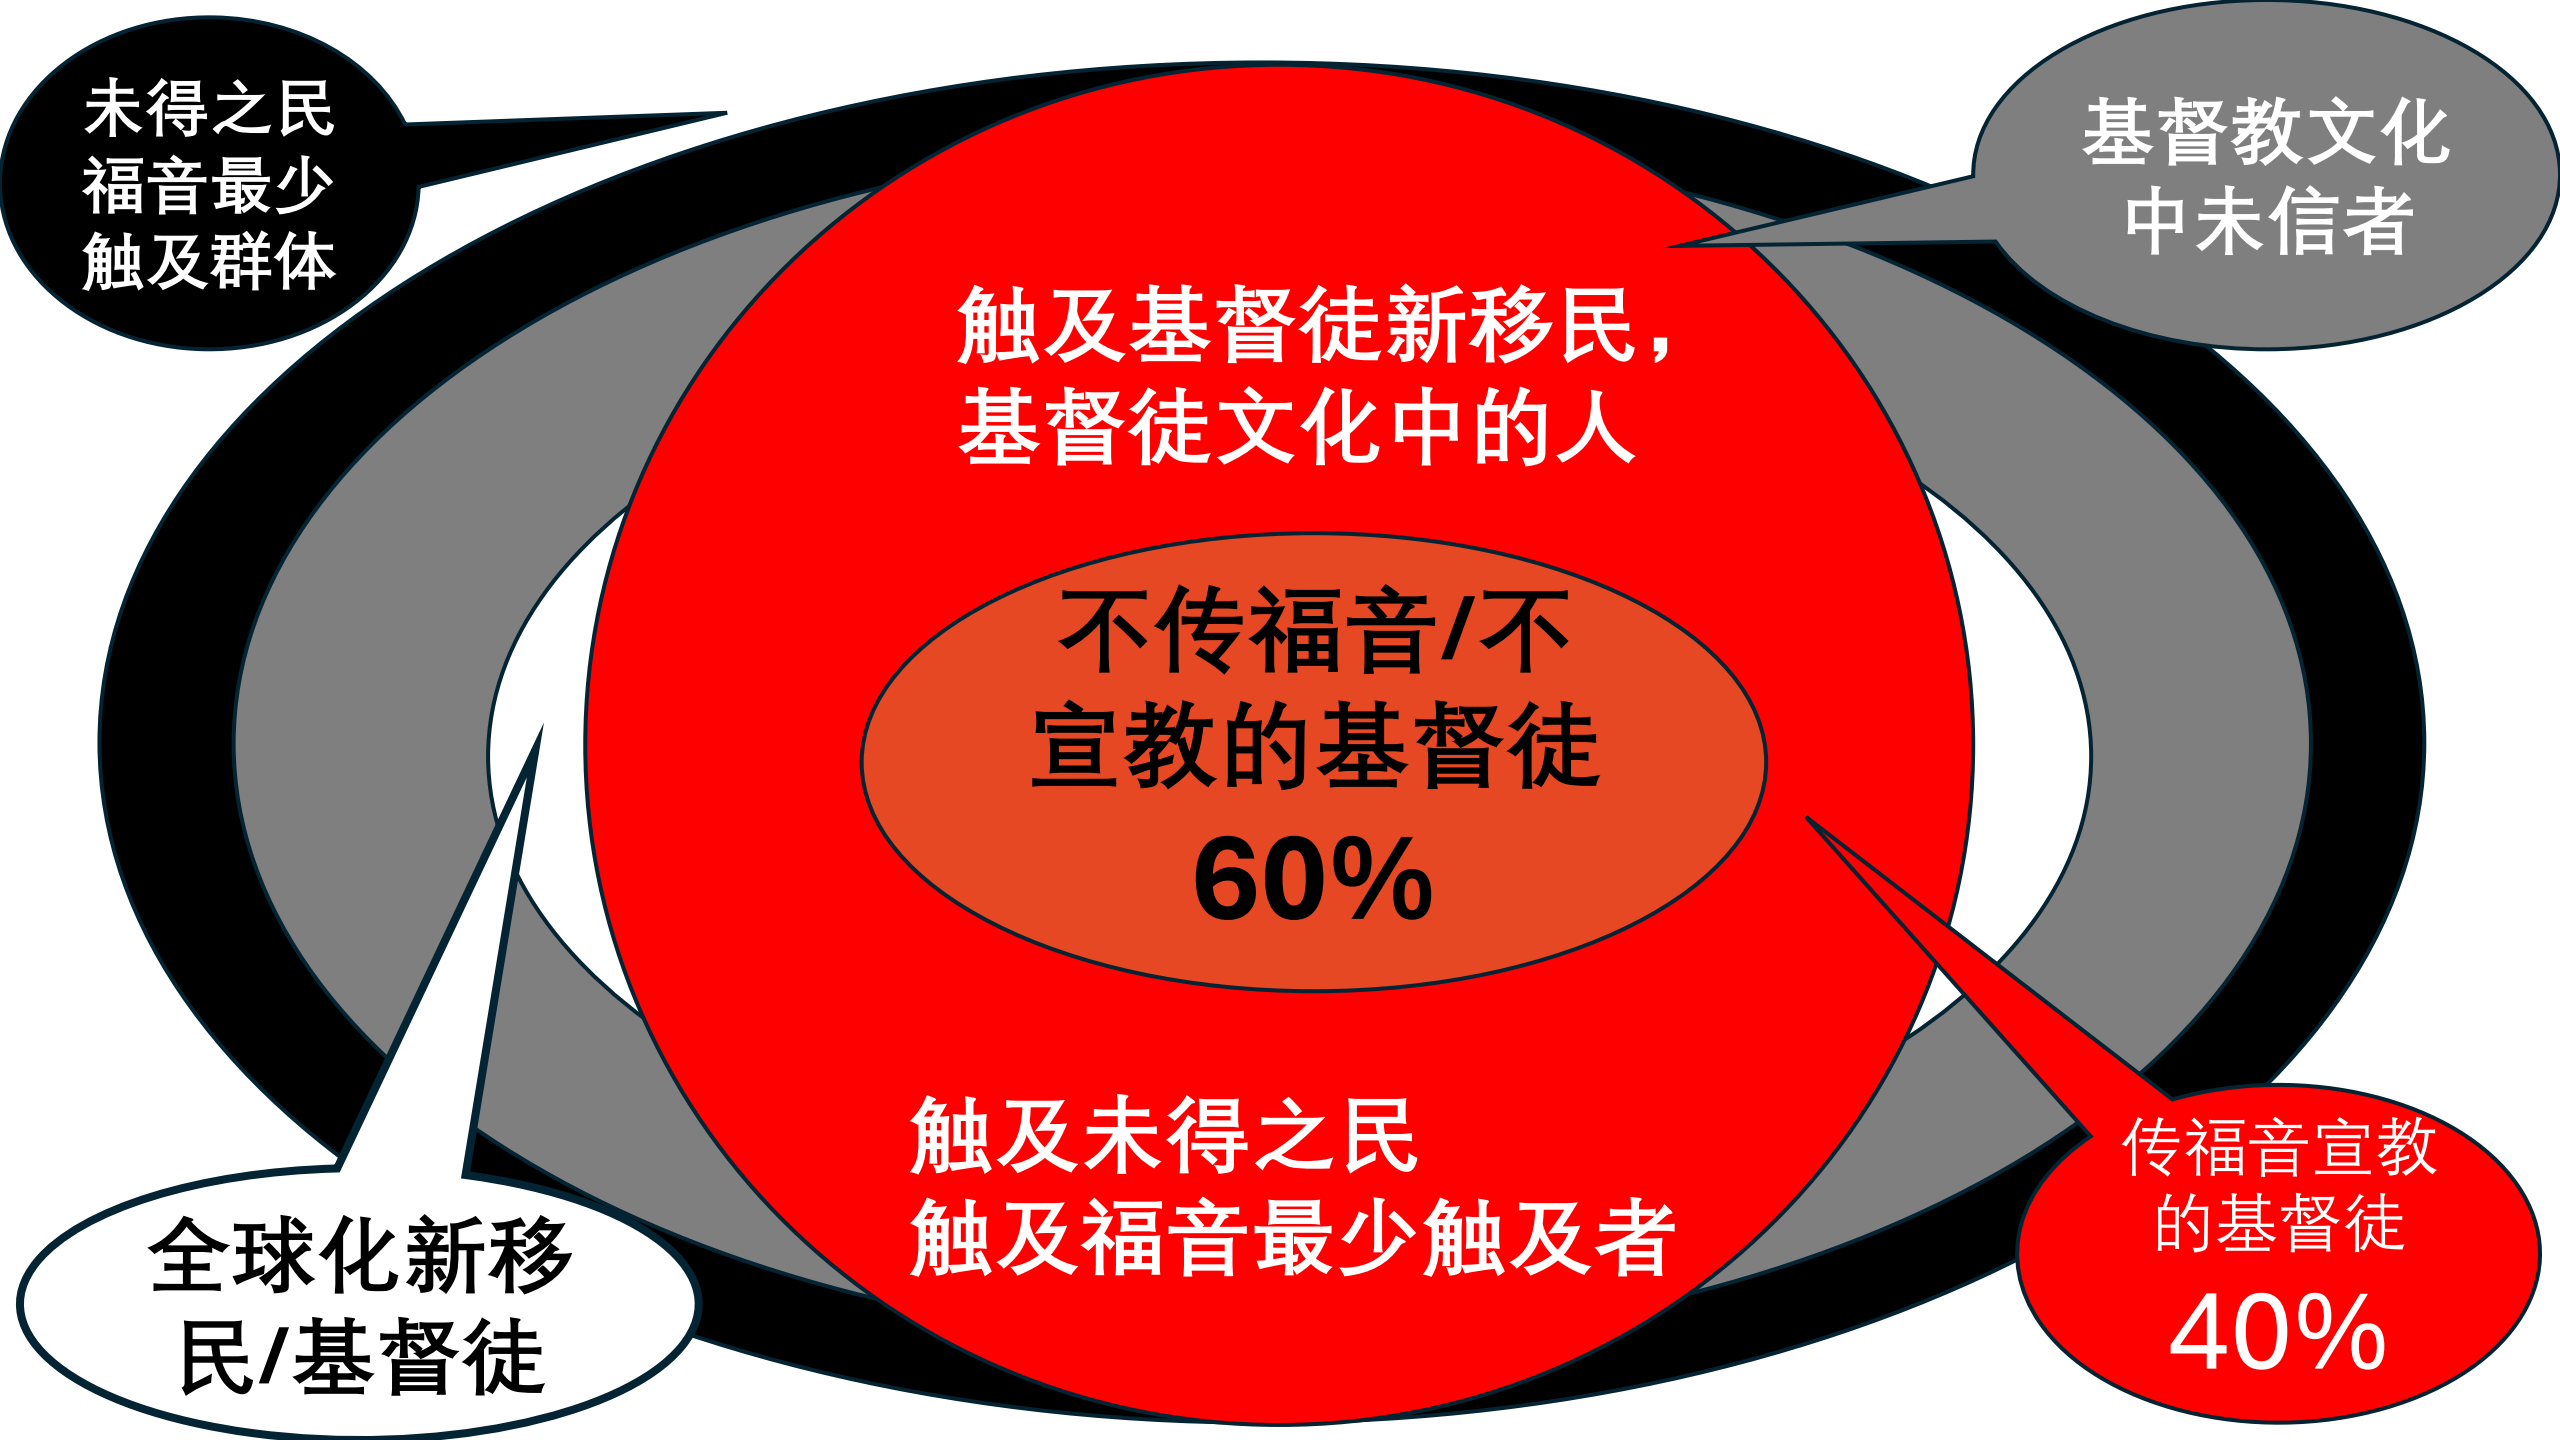 未得之民
福音最少
触及群体
基督教文化
中未信者
触及基督徒新移民，
基督徒文化中的人
不传福音/不
宣教的基督徒
60%
触及未得之民
触及福音最少触及者
全球化新移
民/基督徒
传福音宣教
的基督徒
40%